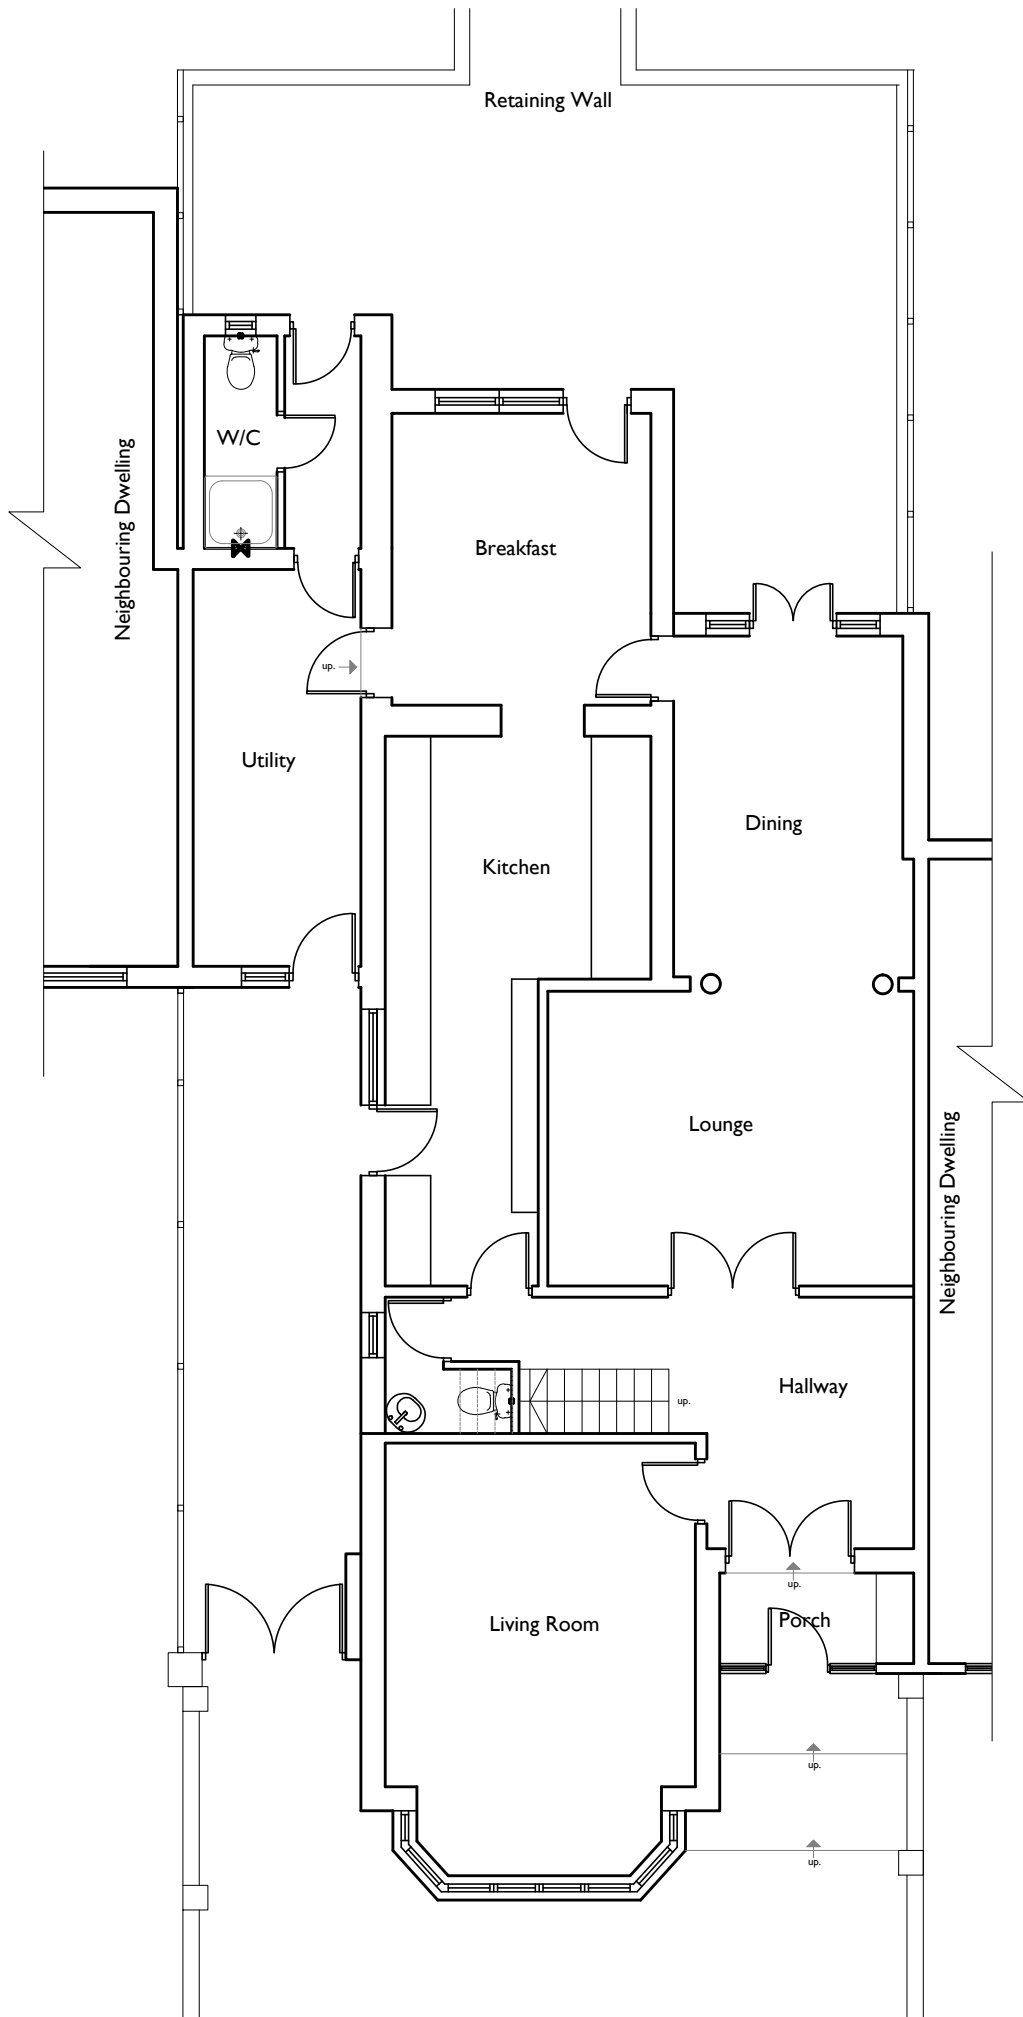 Retaining Wall
Neighbouring Dwelling
W/C
Breakfast
up.
Utility
Dining
Kitchen
Lounge
Neighbouring Dwelling
Hallway
up.
up.
Porch
Living Room
up.
up.